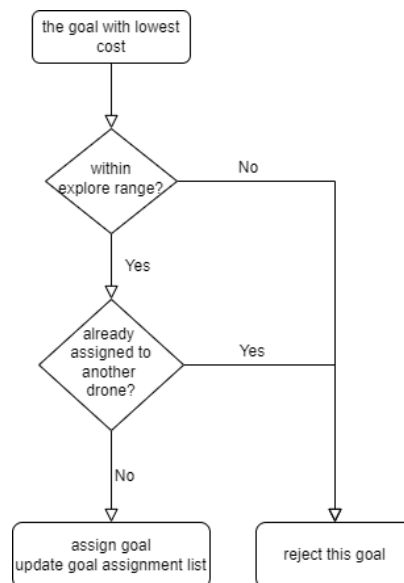 the goal with lowest
cost
within
explore range?
No
Yes
already
assigned to
another
drone?
Yes
No
assign goal
update goal assignment list
reject this goal